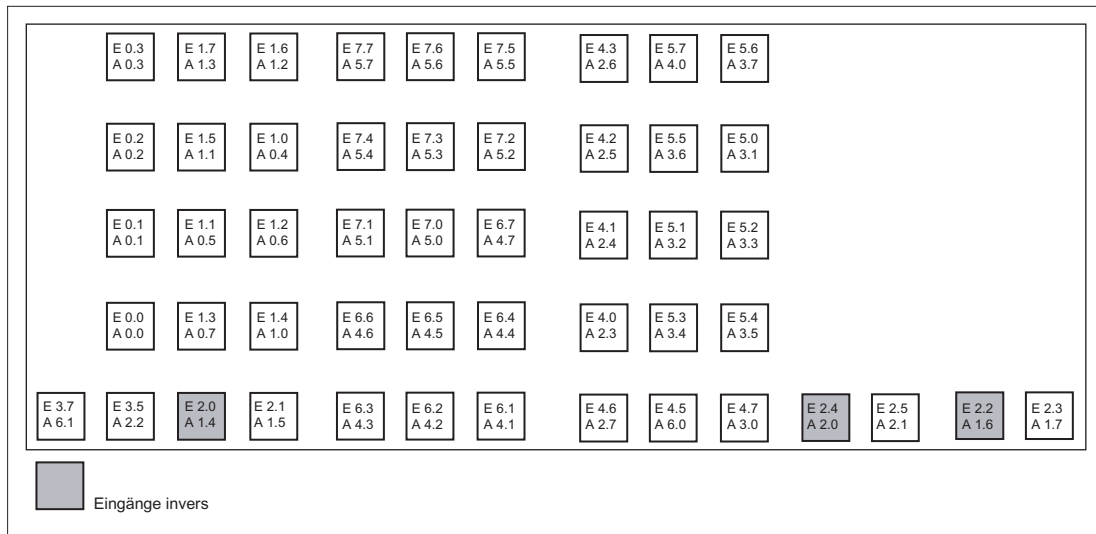 E 0.3 E 1.7 E 1.6 E 7.7 E 7.6 E 7.5 E 4.3 E 5.7 E 5.6
A 0.3 A 1.3 A 1.2 A 5.7 A 5.6 A 5.5 A 2.6 A 4.0 A 3.7
E 0.2 E 1.5 E 1.0 E 7.4 E 7.3 E 7.2 E 4.2 E 5.5 E 5.0
A 0.2 A 1.1 A 0.4 A 5.4 A 5.3 A 5.2 A 2.5 A 3.6 A 3.1
E 0.1 E 1.1 E 1.2 E 7.1 E 7.0 E 6.7 E 4.1 E 5.1 E 5.2
A 0.1 A 0.5 A 0.6 A 5.1 A 5.0 A 4.7 A 2.4 A 3.2 A 3.3
E 0.0 E 1.3 E 1.4 E 6.6 E 6.5 E 6.4 E 4.0 E 5.3 E 5.4
A 0.0 A 0.7 A 1.0 A 4.6 A 4.5 A 4.4 A 2.3 A 3.4 A 3.5
E 3.7 E 3.5 E 2.0 E 2.1 E 6.3 E 6.2 E 6.1 E 4.6 E 4.5 E 4.7 E 2.4 E 2.5 E 2.2 E 2.3
A 6.1 A 2.2 A 1.4 A 1.5 A 4.3 A 4.2 A 4.1 A 2.7 A 6.0 A 3.0 A 2.0 A 2.1 A 1.6 A 1.7
Eingänge invers